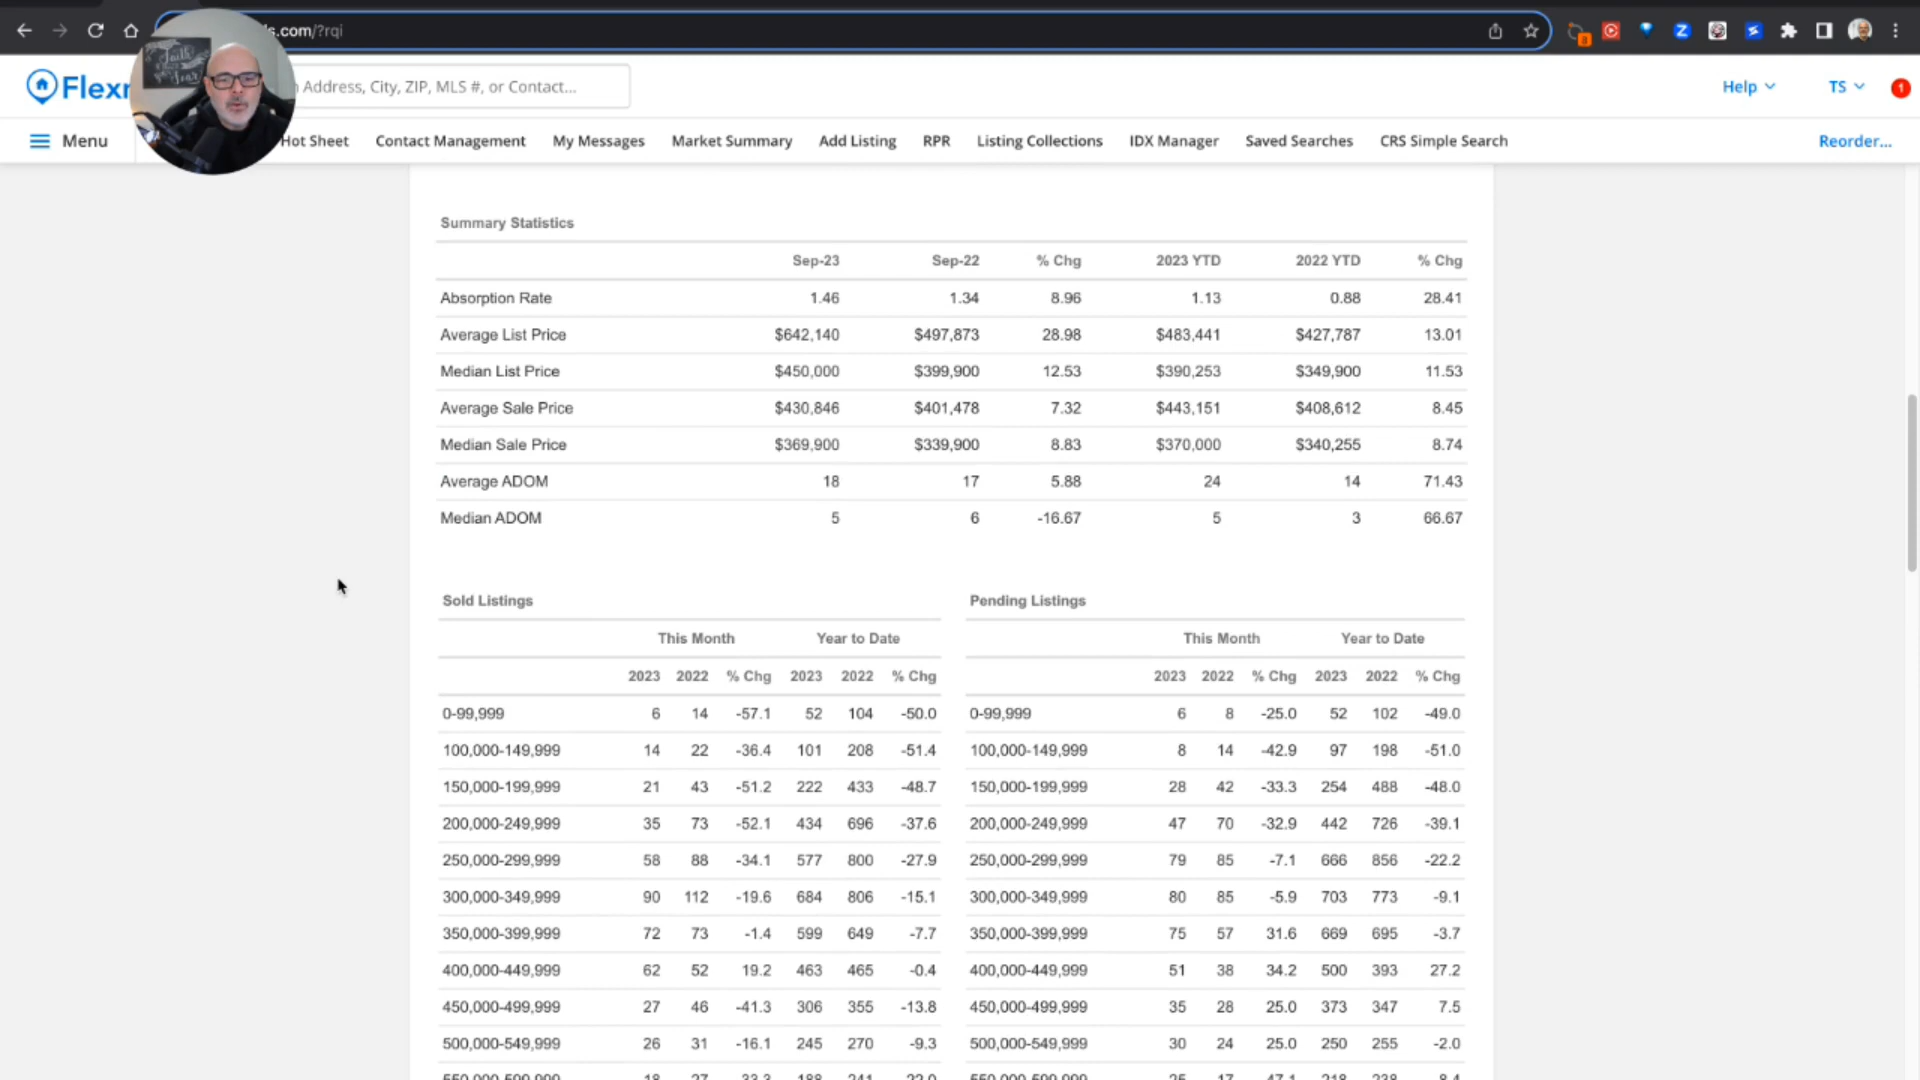 s.com/?rqi
Flexr
Address, City, ZIP, MLS #, or Contact...
Help
TS
1
Menu
Hot Sheet
Contact Management
My Messages
Market Summary
Add Listing
RPR
Listing Collections
IDX Manager
Saved Searches
CRS Simple Search
Reorder...
Summary Statistics
Sep-23 Sep-22 % Chg 2023 YTD 2022 YTD % Chg
Absorption Rate 1.46 1.34 8.96 1.13 0.88 28.41
Average List Price $642,140 $497,873 28.98 $483,441 $427,787 13.01
Median List Price $450,000 $399,900 12.53 $390,253 $349,900 11.53
Average Sale Price $430,846 $401,478 7.32 $443,151 $408,612 8.45
Median Sale Price $369,900 $339,900 8.83 $370,000 $340,255 8.74
Average ADOM 18 17 5.88 24 14 71.43
Median ADOM 5 6 -16.67 5 3 66.67
Sold Listings
This Month Year to Date
2023 2022 % Chg 2023 2022 % Chg
0-99,999 6 14 -57.1 52 104 -50.0
100,000-149,999 14 22 -36.4 101 208 -51.4
150,000-199,999 21 43 -51.2 222 433 -48.7
200,000-249,999 35 73 -52.1 434 696 -37.6
250,000-299,999 58 88 -34.1 577 800 -27.9
300,000-349,999 90 112 -19.6 684 806 -15.1
350,000-399,999 72 73 -1.4 599 649 -7.7
400,000-449,999 62 52 19.2 463 465 -0.4
450,000-499,999 27 46 -41.3 306 355 -13.8
500,000-549,999 26 31 -16.1 245 270 -9.3
Pending Listings
This Month Year to Date
2023 2022 % Chg 2023 2022 % Chg
0-99,999 6 8 -25.0 52 102 -49.0
100,000-149,999 8 14 -42.9 97 198 -51.0
150,000-199,999 28 42 -33.3 254 488 -48.0
200,000-249,999 47 70 -32.9 442 726 -39.1
250,000-299,999 79 85 -7.1 666 856 -22.2
300,000-349,999 80 85 -5.9 703 773 -9.1
350,000-399,999 75 57 31.6 669 695 -3.7
400,000-449,999 51 38 34.2 500 393 27.2
450,000-499,999 35 28 25.0 373 347 7.5
500,000-549,999 30 24 25.0 250 255 -2.0